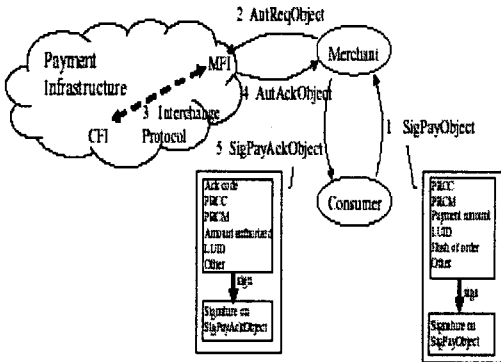 2 AutReqObject
Payment
Infrastructure
MFI
Merchant
3 Interchange
Protocol
CFI
4 AutAckObject
1 SigPayObject
5 SigPayAckObject
Consumer
Ack code
PRCC
PRCM
Amount authorized
LUID
Other
sign
Signature on
SigPayAckObject
PRCC
PRCM
Payment amount
LUID
Hash of order
Other
sign
Signature on
SigPayObject